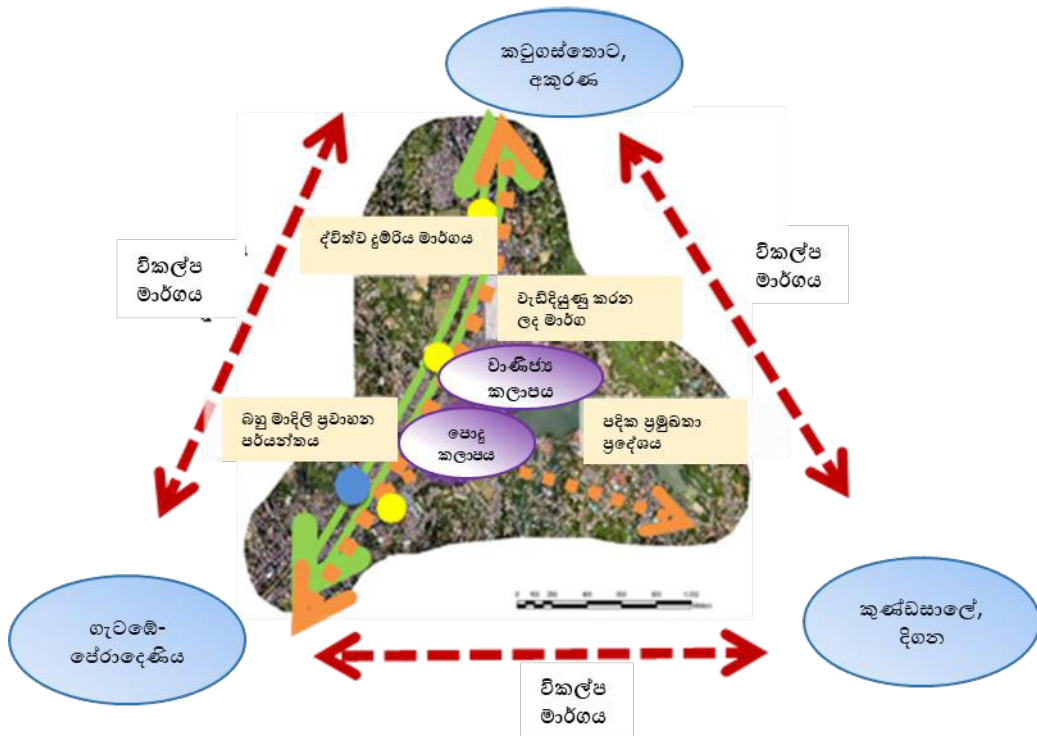 කටුගස්තොට,
අකුරණ
විකල්ප
මාර්ගය
විකල්ප
මාර්ගය
ද්විත්ව දුම්රිය මාර්ගය
වැඩිදියුණු කරන
ලද මාර්ග
වාණිජ්‍ය
කලාපය
බහු මාදිලි ප්‍රවාහන
පර්යන්තය
පොදු
කලාපය
පදික ප්‍රමුඛතා
ප්‍රදේශය
ගැටඹේ-
පේරාදෙණිය
කුණ්ඩසාලේ,
දිගන
විකල්ප
මාර්ගය